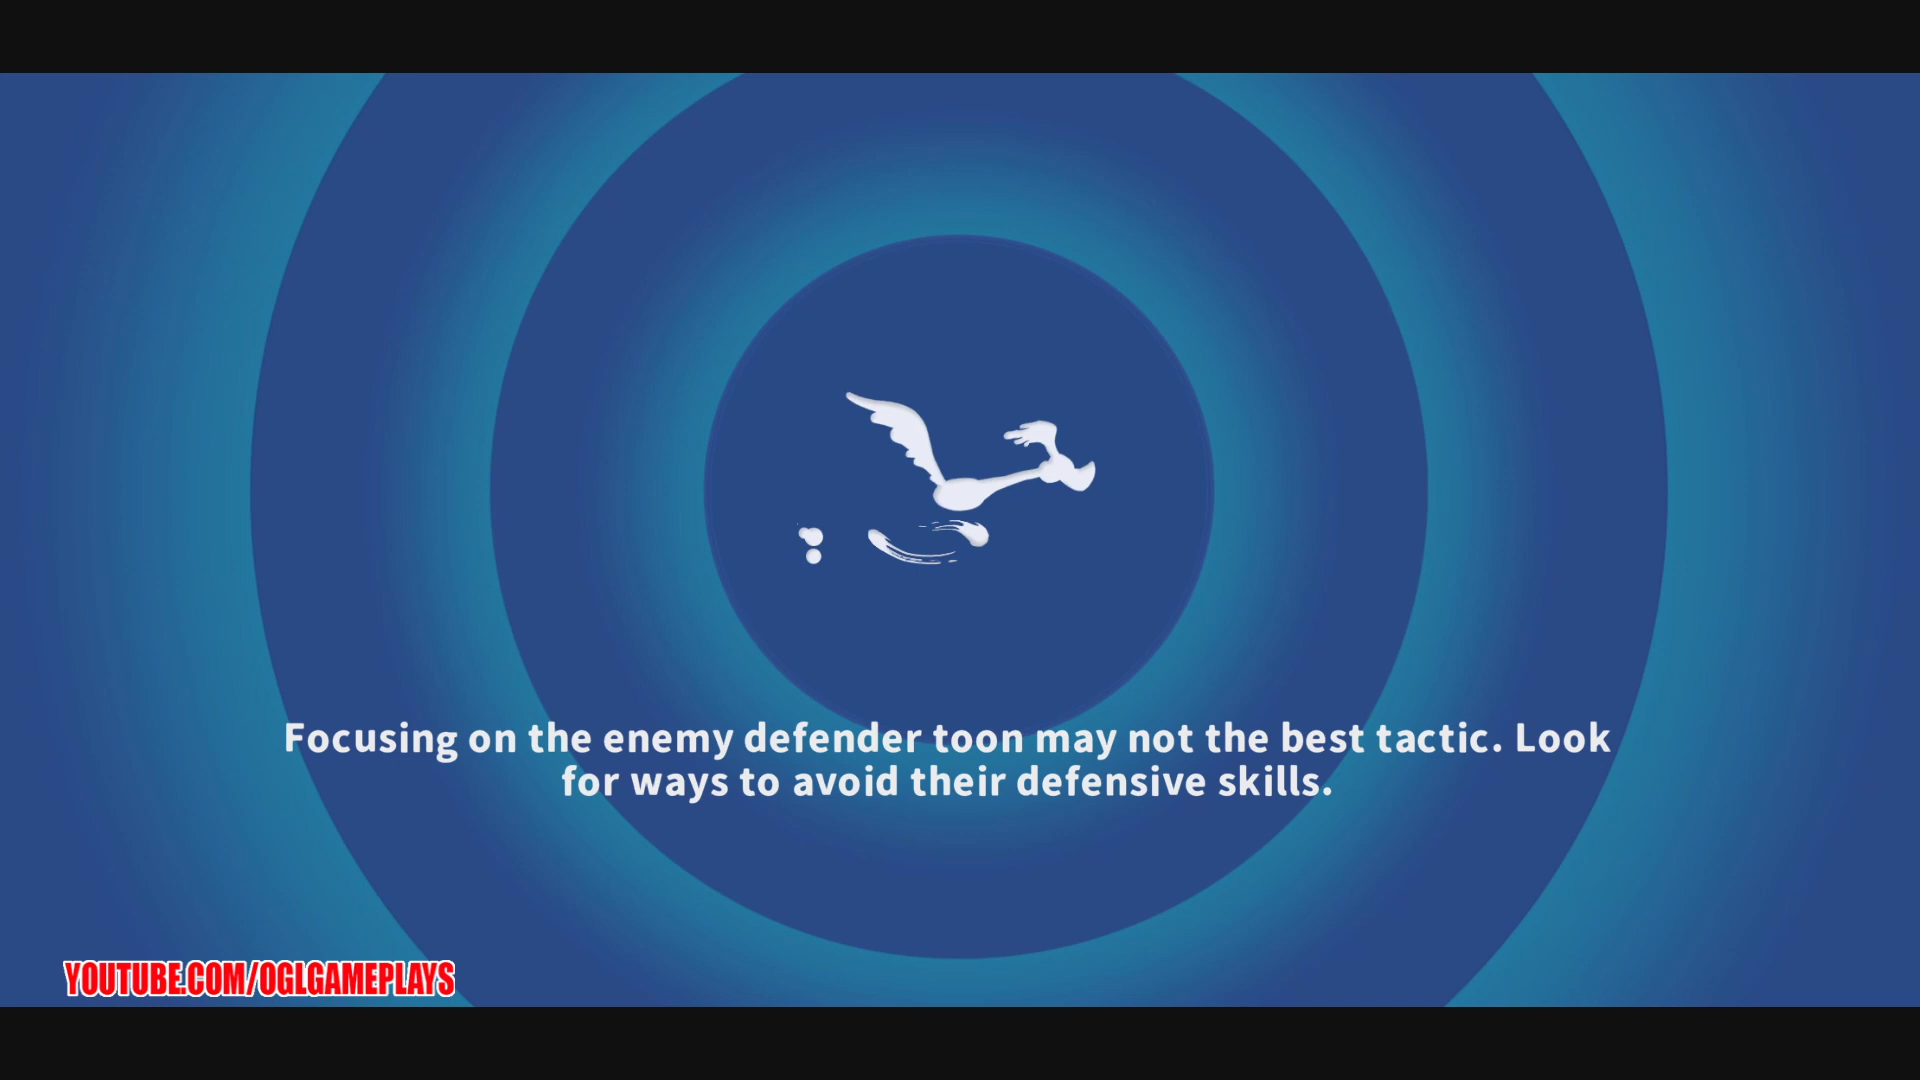 Focusing on the enemy defender toon may not the best tactic. Look
for ways to avoid their defensive skills.
YOUTUBE.COM/OGLGAMEPLAYS